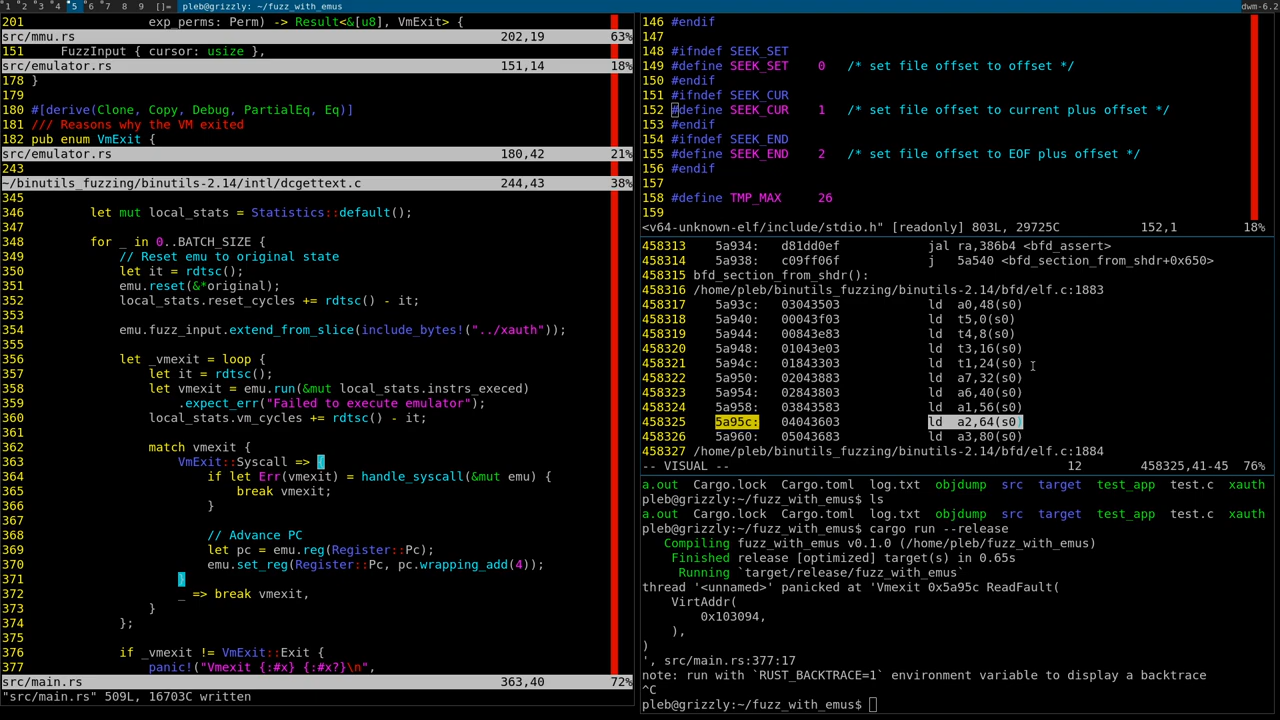 1 2 3 4 5 6 7 8 9 []= pleb@grizzly: ~/fuzz_with_emus dwm-6.2
201 exp_perms: Perm) -> Result<&[u8], VmExit> {
src/mmu.rs 202,19 63%
151 FuzzInput { cursor: usize },
src/emulator.rs 151,14 18%
178 }
179
180 #[derive(Clone, Copy, Debug, PartialEq, Eq)]
181 /// Reasons why the VM exited
182 pub enum VmExit {
src/emulator.rs 180,42 21%
243
~/binutils_fuzzing/binutils-2.14/intl/dcgettext.c 244,43 38%
345
346 let mut local_stats = Statistics::default();
347
348 for _ in 0..BATCH_SIZE {
349 // Reset emu to original state
350 let it = rdtsc();
351 emu.reset(&*original);
352 local_stats.reset_cycles += rdtsc() - it;
353
354 emu.fuzz_input.extend_from_slice(include_bytes!("../xauth"));
355
356 let _vmexit = loop {
357 let it = rdtsc();
358 let vmexit = emu.run(&mut local_stats.instrs_execed)
359 .expect_err("Failed to execute emulator");
360 local_stats.vm_cycles += rdtsc() - it;
361
362 match vmexit {
363 VmExit::Syscall => {
364 if let Err(vmexit) = handle_syscall(&mut emu) {
365 break vmexit;
366 }
367
368 // Advance PC
369 let pc = emu.reg(Register::Pc);
370 emu.set_reg(Register::Pc, pc.wrapping_add(4));
371 }
372 _ => break vmexit,
373 }
374 };
375
376 if _vmexit != VmExit::Exit {
377 panic!("Vmexit {:#x} {:#x?}\n",
src/main.rs 363,40 72%
"src/main.rs" 509L, 16703C written
146 #endif
147
148 #ifndef SEEK_SET
149 #define SEEK_SET 0 /* set file offset to offset */
150 #endif
151 #ifndef SEEK_CUR
152 #define SEEK_CUR 1 /* set file offset to current plus offset */
153 #endif
154 #ifndef SEEK_END
155 #define SEEK_END 2 /* set file offset to EOF plus offset */
156 #endif
157
158 #define TMP_MAX 26
159
<v64-unknown-elf/include/stdio.h" [readonly] 803L, 29725C 152,1 18%
458313 5a934: d81dd0ef jal ra,386b4 <bfd_assert>
458314 5a938: c09ff06f j 5a540 <bfd_section_from_shdr+0x650>
458315 bfd_section_from_shdr():
458316 /home/pleb/binutils_fuzzing/binutils-2.14/bfd/elf.c:1883
458317 5a93c: 03043503 ld a0,48(s0)
458318 5a940: 00043f03 ld t5,0(s0)
458319 5a944: 00843e83 ld t4,8(s0)
458320 5a948: 01043e03 ld t3,16(s0)
458321 5a94c: 01843303 ld t1,24(s0)
458322 5a950: 02043883 ld a7,32(s0)
458323 5a954: 02843803 ld a6,40(s0)
458324 5a958: 03843583 ld a1,56(s0)
458325 5a95c: 04043603 ld a2,64(s0)
458326 5a960: 05043683 ld a3,80(s0)
458327 /home/pleb/binutils_fuzzing/binutils-2.14/bfd/elf.c:1884
-- VISUAL -- 12 458325,41-45 76%
a.out Cargo.lock Cargo.toml log.txt objdump src target test_app test.c xauth
pleb@grizzly:~/fuzz_with_emus$ ls
a.out Cargo.lock Cargo.toml log.txt objdump src target test_app test.c xauth
pleb@grizzly:~/fuzz_with_emus$ cargo run --release
Compiling fuzz_with_emus v0.1.0 (/home/pleb/fuzz_with_emus)
Finished release [optimized] target(s) in 0.65s
Running `target/release/fuzz_with_emus`
thread '<unnamed>' panicked at 'Vmexit 0x5a95c ReadFault(
VirtAddr(
0x103094,
),
)
', src/main.rs:377:17
note: run with `RUST_BACKTRACE=1` environment variable to display a backtrace
^C
pleb@grizzly:~/fuzz_with_emus$